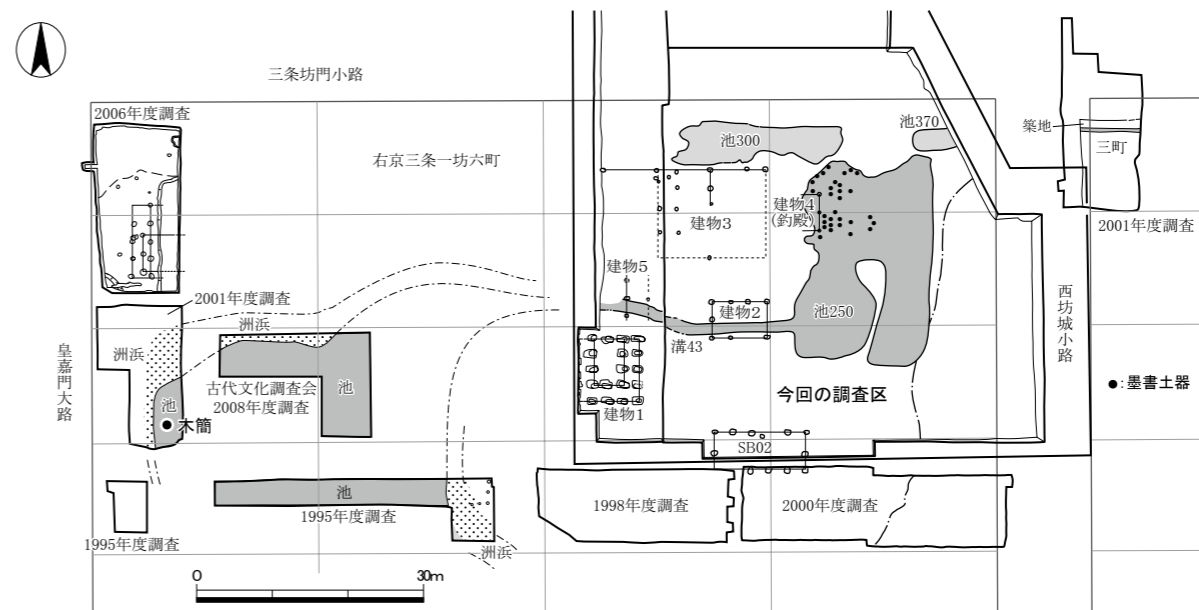 三条坊門小路
2006年度調査
右京三条一坊六町
池300
池370
築地
三町
2001年度調査
建物3
建物4
(釣殿)
建物5
2001年度調査
洲浜
洲浜
建物2
池250
溝43
西坊城小路
皇嘉門大路
古代文化調査会
2008年度調査
池
池
木簡
建物1
今回の調査区
●:墨書土器
SB02
池
1995年度調査
1998年度調査
2000年度調査
1995年度調査
洲浜
0
30m